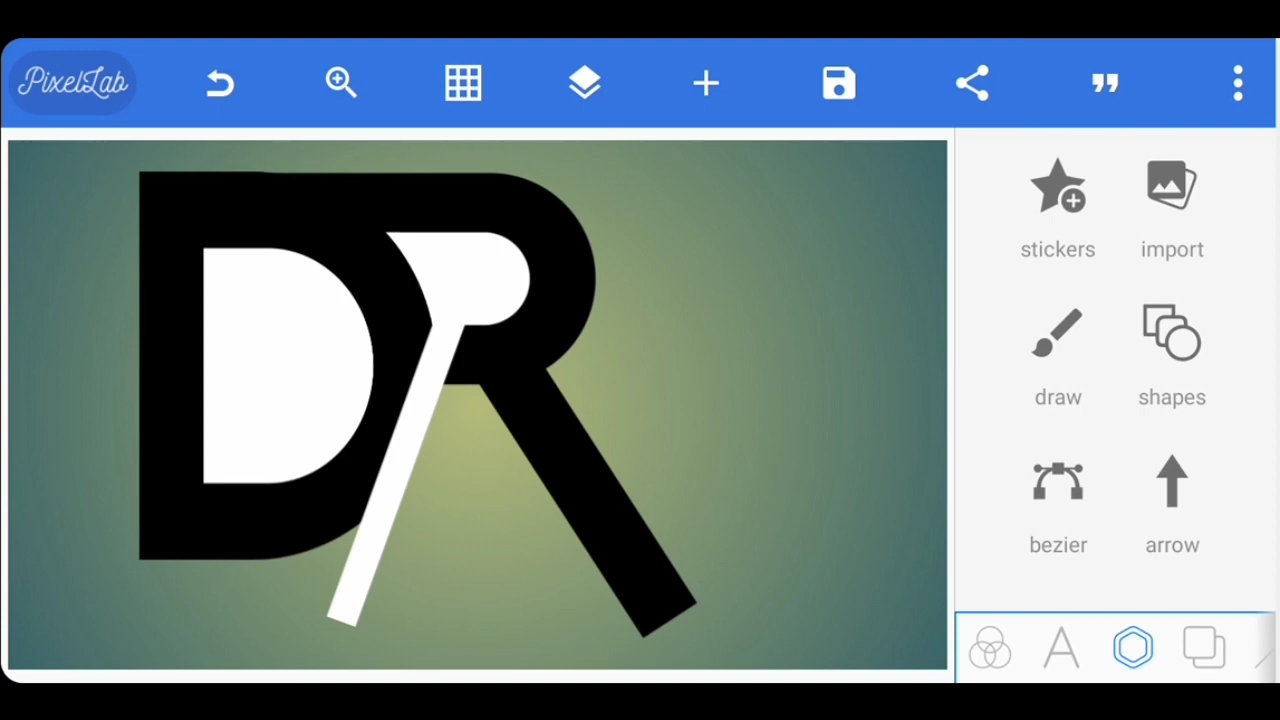 PixelLab
DR
stickers
import
draw
shapes
bezier
arrow
A